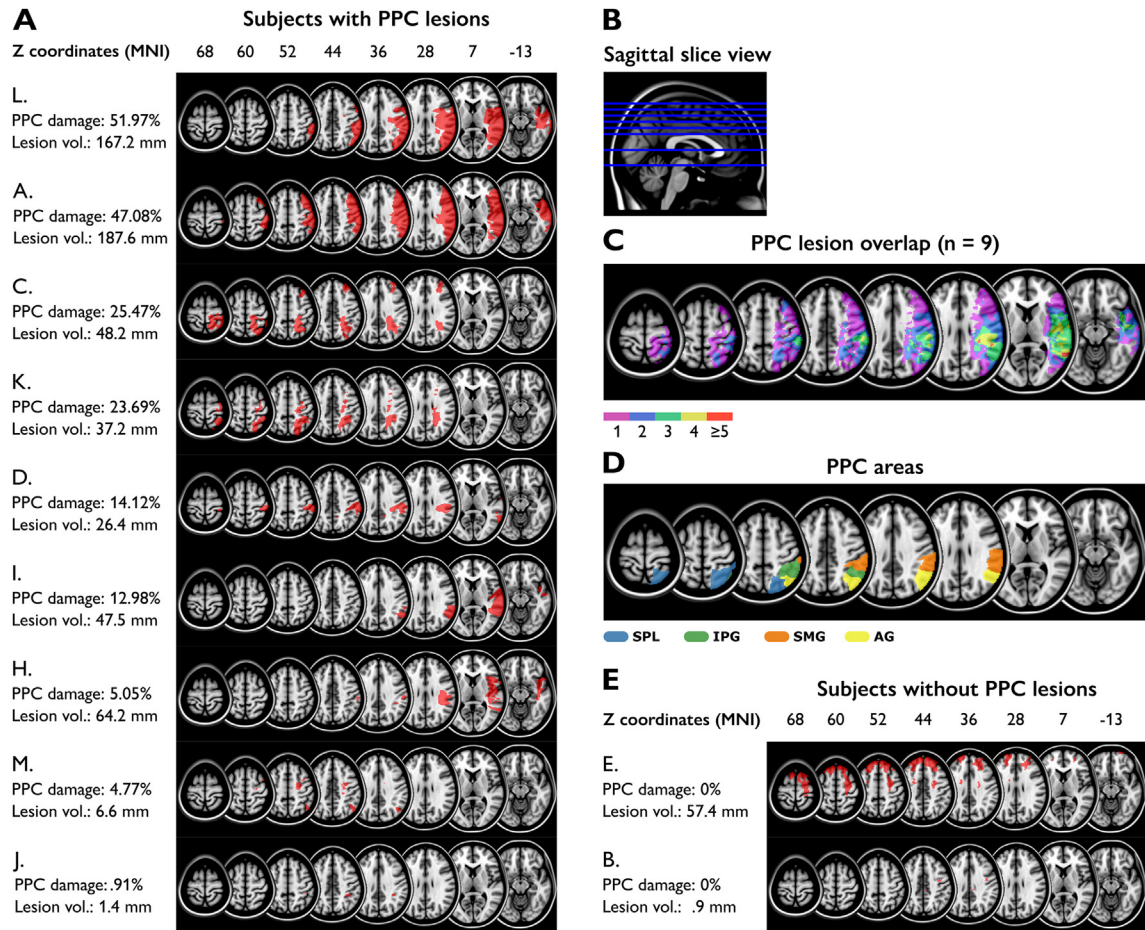 A
Subjects with PPC lesions
Z coordinates (MNI) 68 60 52 44 36 28 7 -13
L.
PPC damage: 51.97%
Lesion vol.: 167.2 mm
A.
PPC damage: 47.08%
Lesion vol.: 187.6 mm
C.
PPC damage: 25.47%
Lesion vol.: 48.2 mm
K.
PPC damage: 23.69%
Lesion vol.: 37.2 mm
D.
PPC damage: 14.12%
Lesion vol.: 26.4 mm
I.
PPC damage: 12.98%
Lesion vol.: 47.5 mm
H.
PPC damage: 5.05%
Lesion vol.: 64.2 mm
M.
PPC damage: 4.77%
Lesion vol.: 6.6 mm
J.
PPC damage: .91%
Lesion vol.: 1.4 mm
B
Sagittal slice view
C
PPC lesion overlap (n = 9)
1 2 3 4 ≥5
D
PPC areas
SPL IPG SMG AG
E
Subjects without PPC lesions
Z coordinates (MNI) 68 60 52 44 36 28 7 -13
E.
PPC damage: 0%
Lesion vol.: 57.4 mm
B.
PPC damage: 0%
Lesion vol.: .9 mm